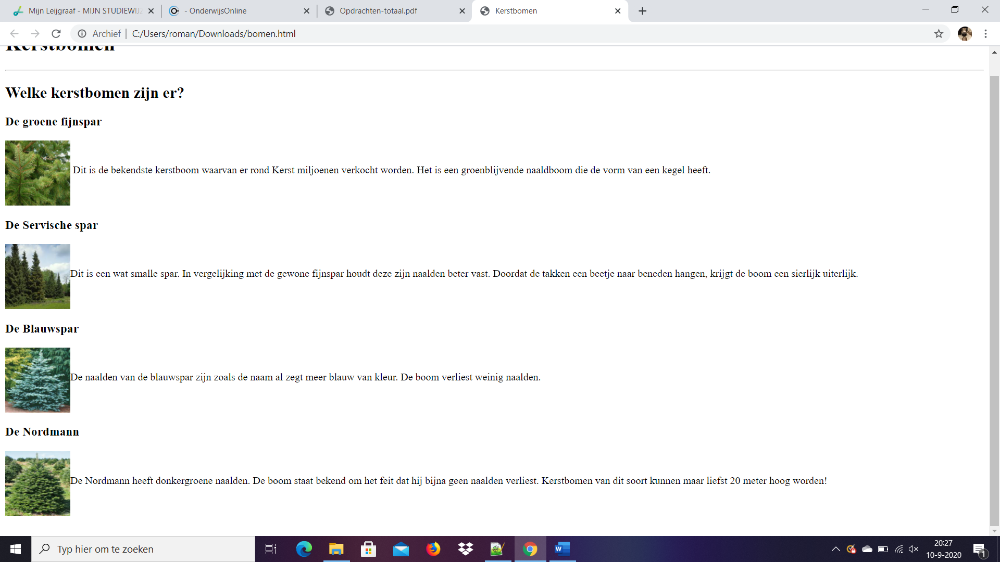 Mijn Leijgraaf - MIJN STUDIEWIJZ
- OnderwijsOnline
Opdrachten-totaal.pdf
Kerstbomen
Archief
C:/Users/roman/Downloads/bomen.html
Kerstbomen
Welke kerstbomen zijn er?
De groene fijnspar
Dit is de bekendste kerstboom waarvan er rond Kerst miljoenen verkocht worden. Het is een groenblijvende naaldboom die de vorm van een kegel heeft.
De Servische spar
Dit is een wat smalle spar. In vergelijking met de gewone fijnspar houdt deze zijn naalden beter vast. Doordat de takken een beetje naar beneden hangen, krijgt de boom een sierlijk uiterlijk.
De Blauwspar
De naalden van de blauwspar zijn zoals de naam al zegt meer blauw van kleur. De boom verliest weinig naalden.
De Nordmann
De Nordmann heeft donkergroene naalden. De boom staat bekend om het feit dat hij bijna geen naalden verliest. Kerstbomen van dit soort kunnen maar liefst 20 meter hoog worden!
Typ hier om te zoeken
W
20:27
10-9-2020
1